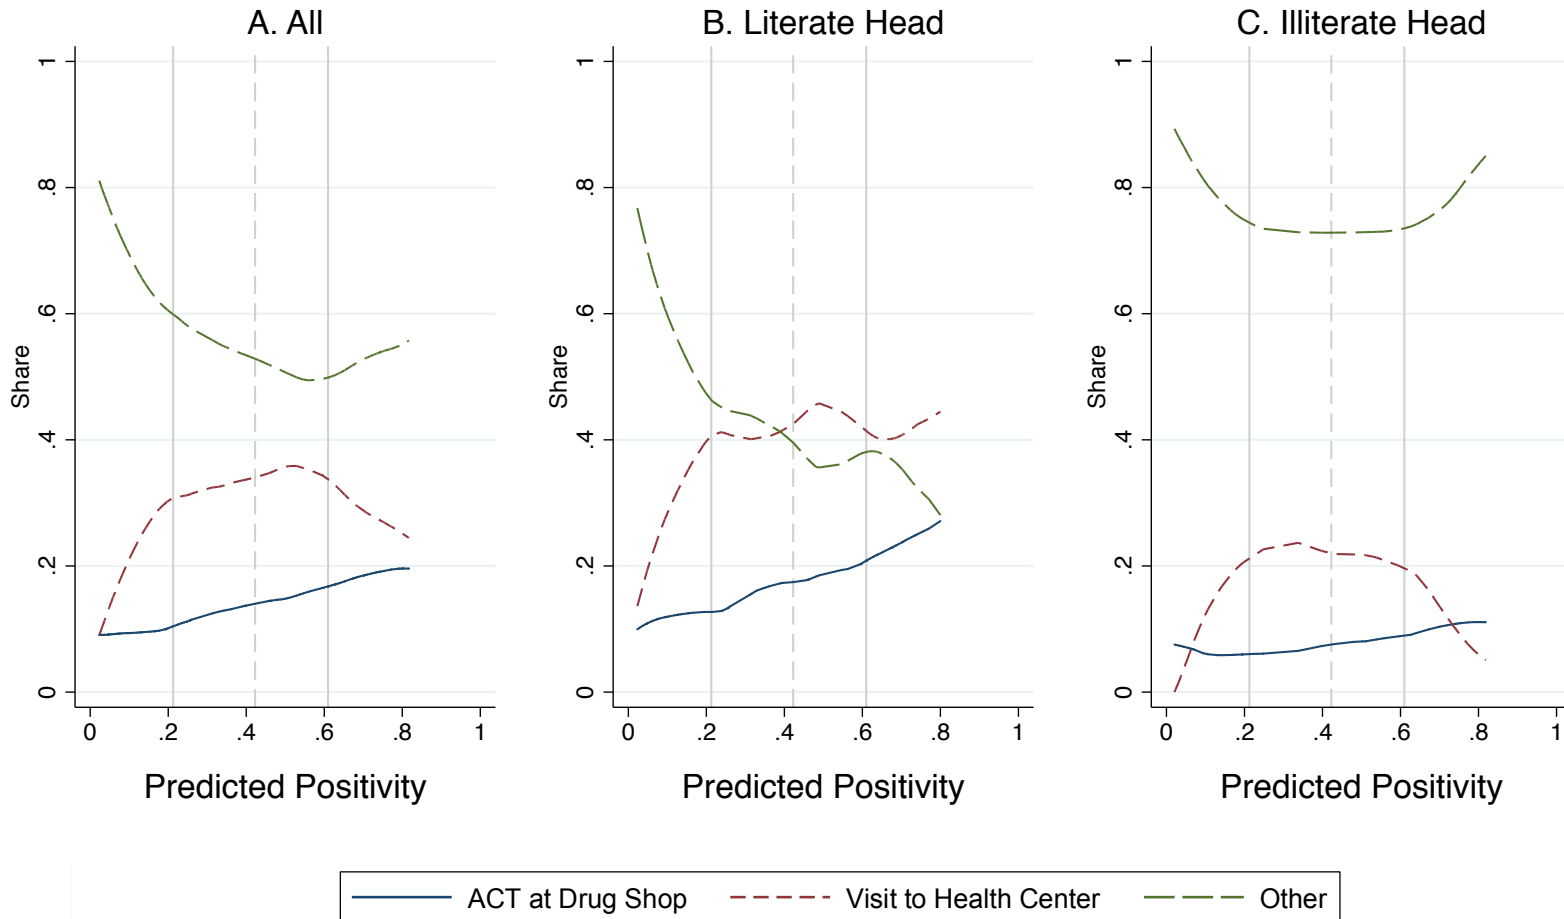 A. All
B. Literate Head
C. Illiterate Head
Share
1
.8
.6
.4
.2
0
0 .2 .4 .6 .8 1
Predicted Positivity
Share
1
.8
.6
.4
.2
0
0 .2 .4 .6 .8 1
Predicted Positivity
Share
1
.8
.6
.4
.2
0
0 .2 .4 .6 .8 1
Predicted Positivity
ACT at Drug Shop
Visit to Health Center
Other